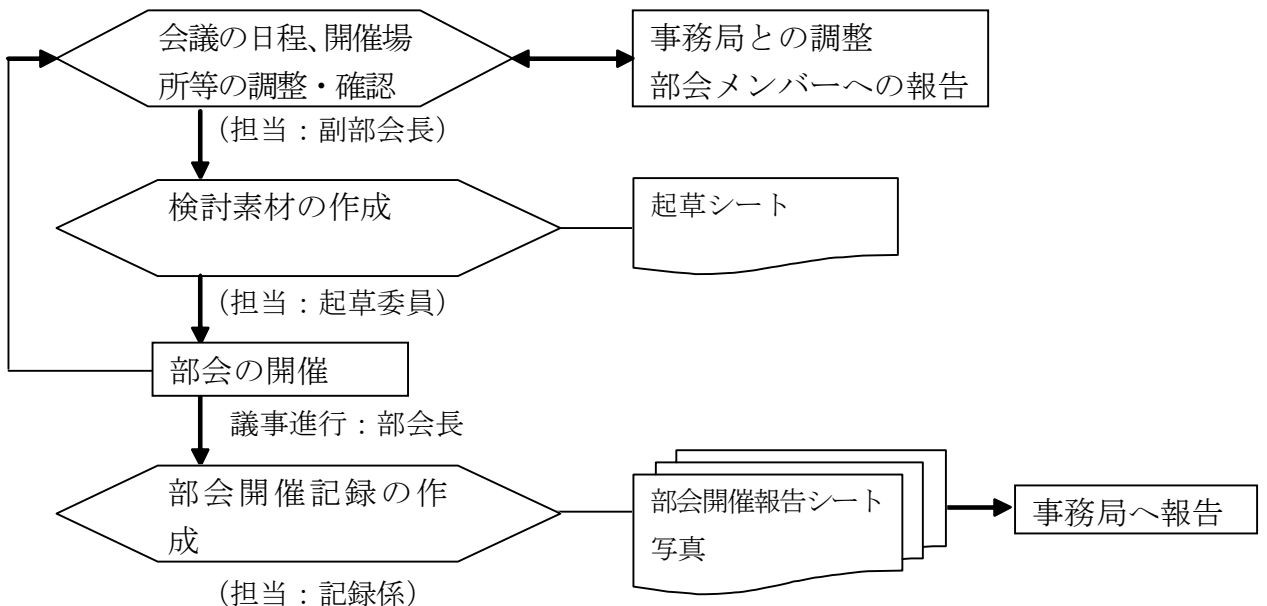 会議の日程、開催場
所等の調整・確認
事務局との調整
部会メンバーへの報告
(担当：副部会長)
検討素材の作成
起草シート
(担当：起草委員)
部会の開催
議事進行：部会長
部会開催記録の作
成
部会開催報告シート
写真
事務局へ報告
(担当：記録係)